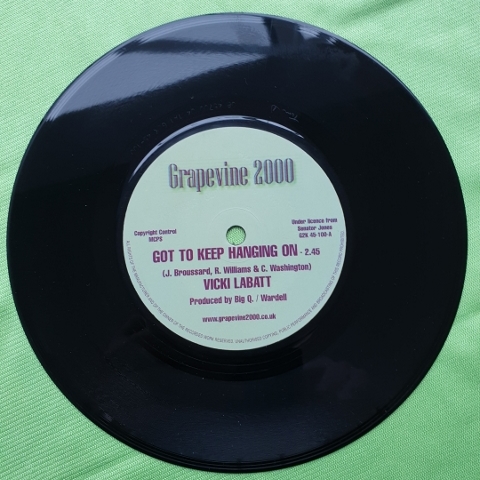 Grapevine 2000
Copyright Control
MCPS
Under licence from
Senator Jones
G2K 45-108-A
GOT TO KEEP HANGING ON - 2.45
(J. Broussard, R. Williams & C. Washington)
VICKI LABATT
Produced by Big Q. / Wardell
www.grapevine2000.co.uk